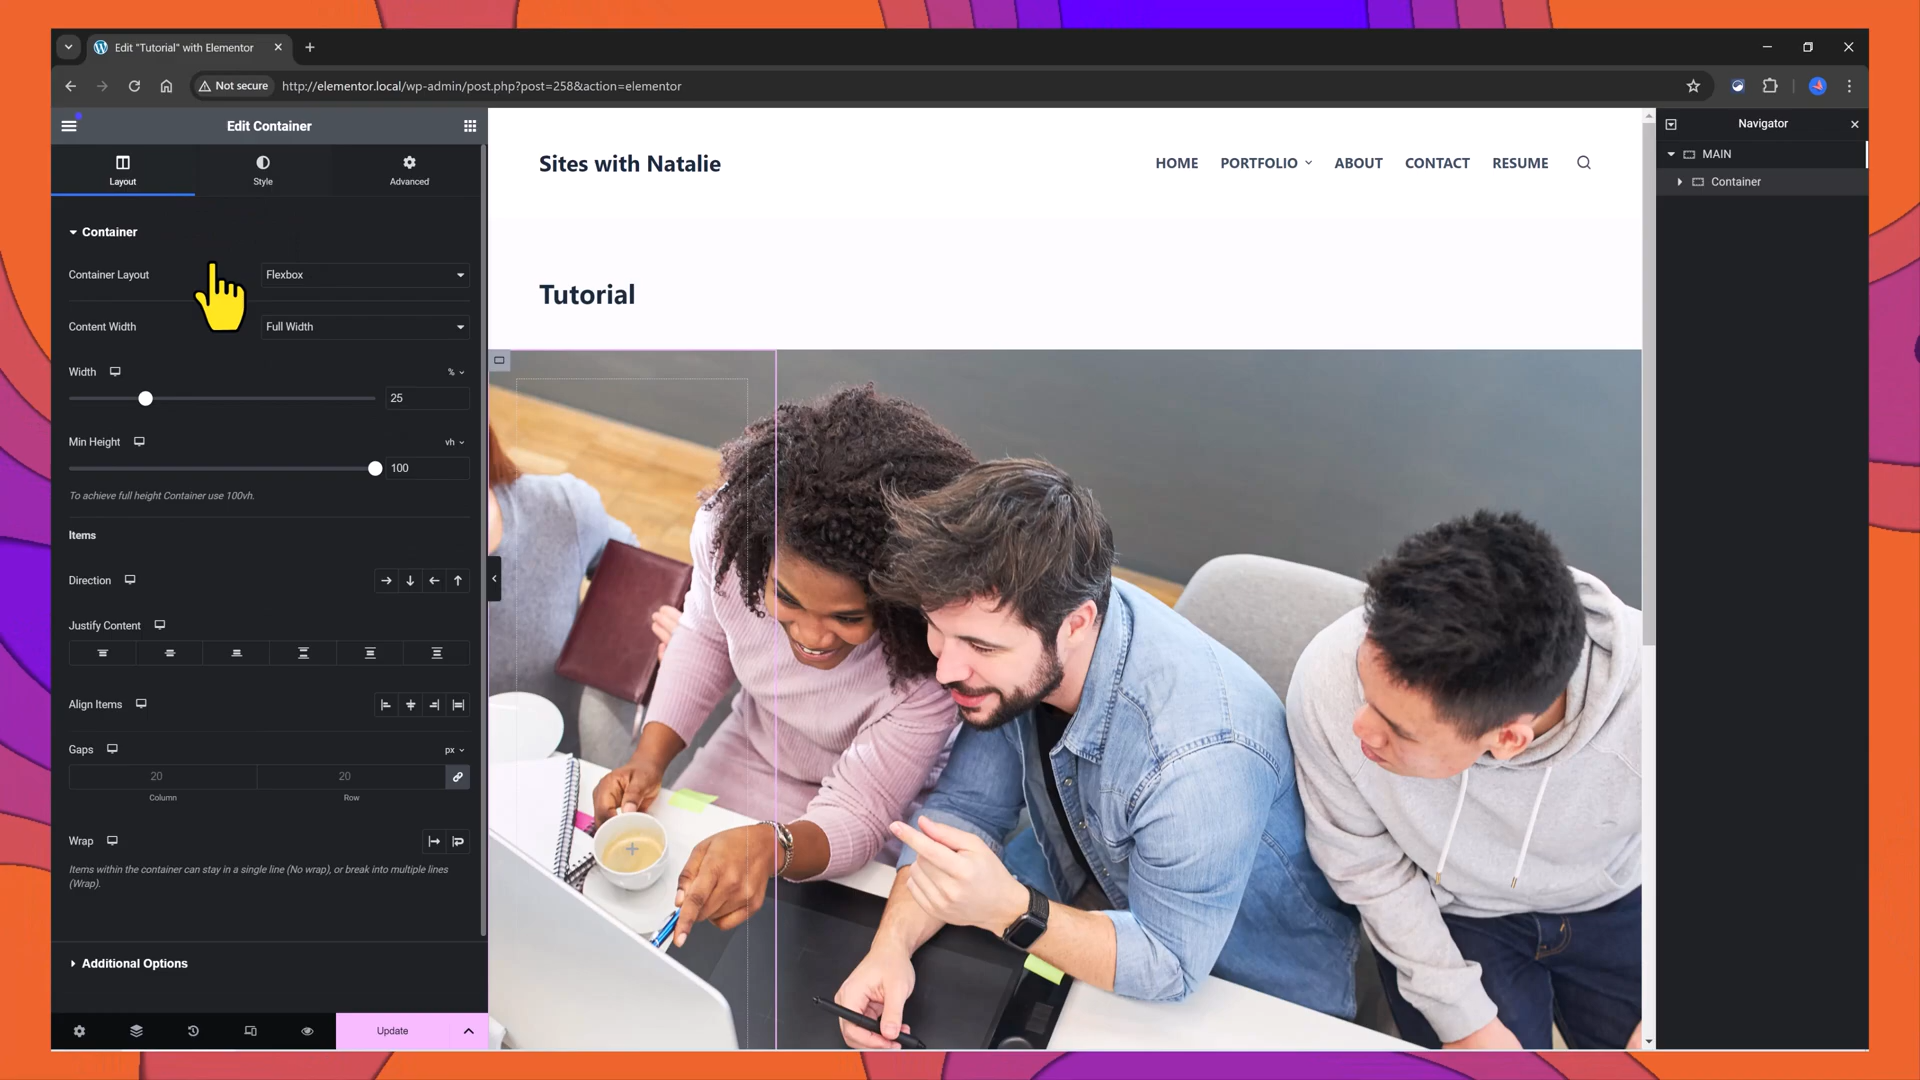 Edit "Tutorial" with Elementor
Not secure
http://elementor.local/wp-admin/post.php?post=258&action=elementor
Edit Container
Layout
Style
Advanced
Container
Container Layout
Flexbox
Content Width
Full Width
Width
%
25
Min Height
vh
100
To achieve full height Container use 100vh.
Items
Direction
Justify Content
Align Items
Gaps
px
20
20
Column
Row
Wrap
Items within the container can stay in a single line (No wrap), or break into multiple lines
(Wrap).
Additional Options
Update
Sites with Natalie
HOME
PORTFOLIO
ABOUT
CONTACT
RESUME
Tutorial
Navigator
MAIN
Container